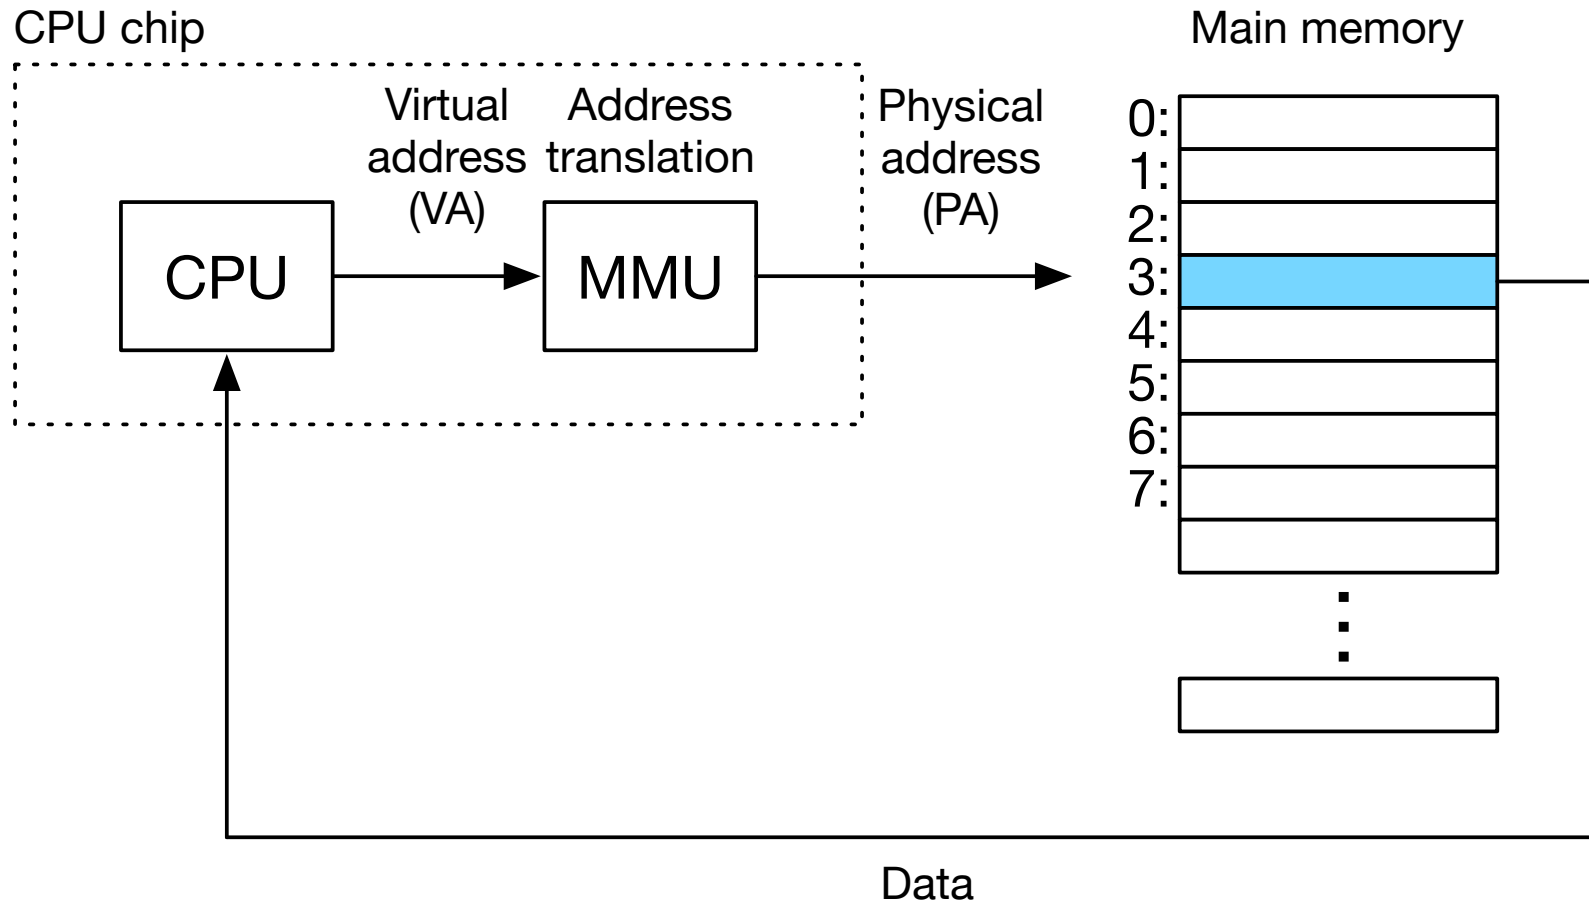 CPU chip
Main memory
Virtual
address
(VA)
Address
translation
Physical
address
(PA)
CPU
MMU
0:
1:
2:
3:
4:
5:
6:
7:
Data